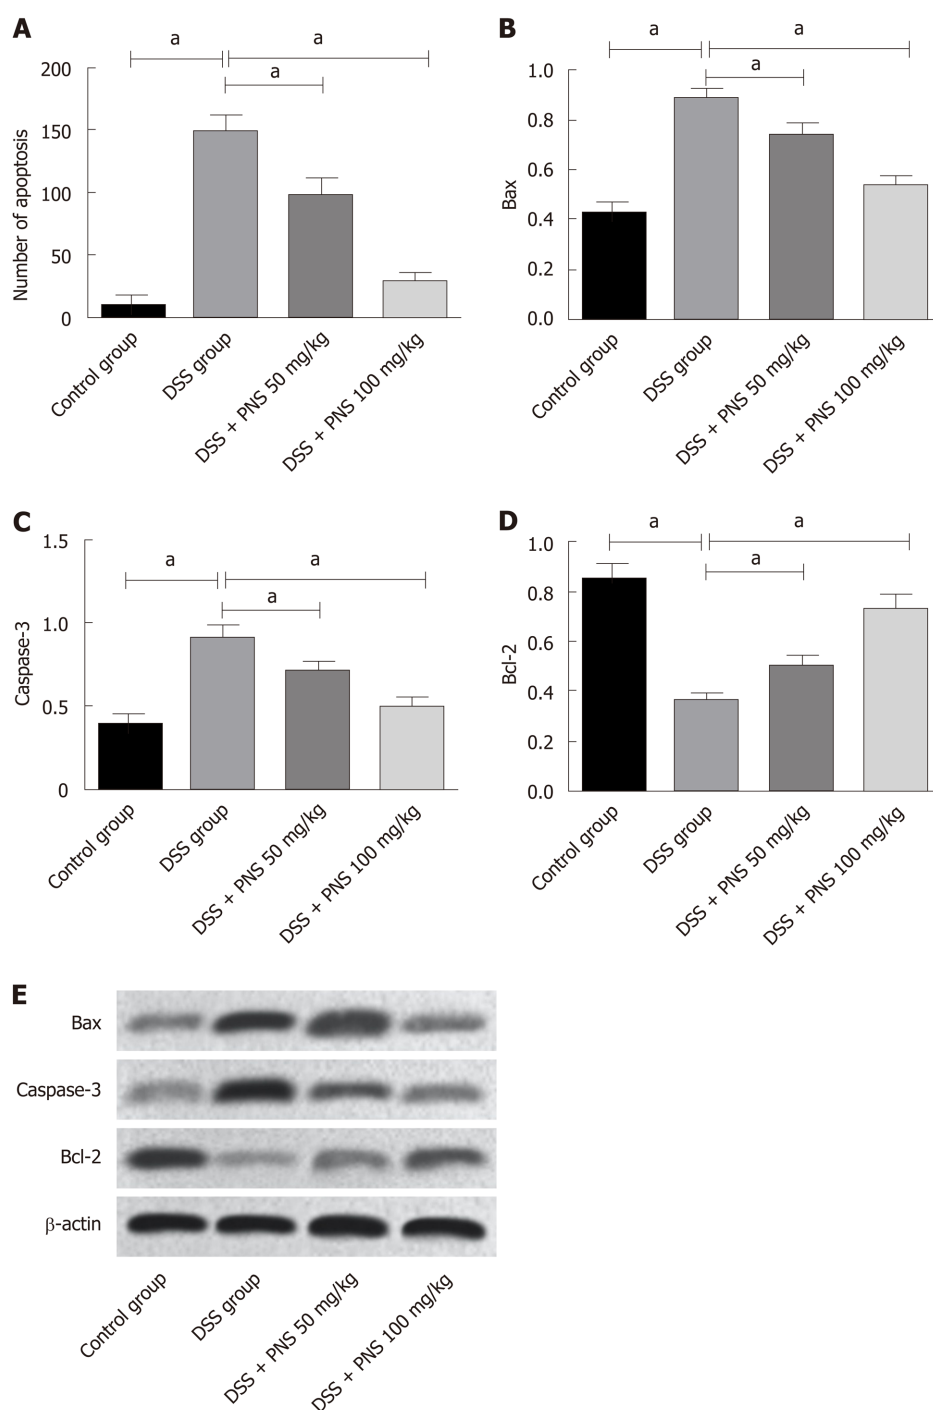 A
a
a
a
200
150
100
50
0
Number of apoptosis
Control group
DSS group
DSS + PNS 50 mg/kg
DSS + PNS 100 mg/kg
B
a
a
a
1.0
0.8
0.6
0.4
0.2
0.0
Bax
Control group
DSS group
DSS + PNS 50 mg/kg
DSS + PNS 100 mg/kg
C
a
a
a
1.5
1.0
0.5
0
Caspase-3
Control group
DSS group
DSS + PNS 50 mg/kg
DSS + PNS 100 mg/kg
D
a
a
a
1.0
0.8
0.6
0.4
0.2
0.0
Bcl-2
Control group
DSS group
DSS + PNS 50 mg/kg
DSS + PNS 100 mg/kg
E
Bax
Caspase-3
Bcl-2
β-actin
Control group
DSS group
DSS + PNS 50 mg/kg
DSS + PNS 100 mg/kg